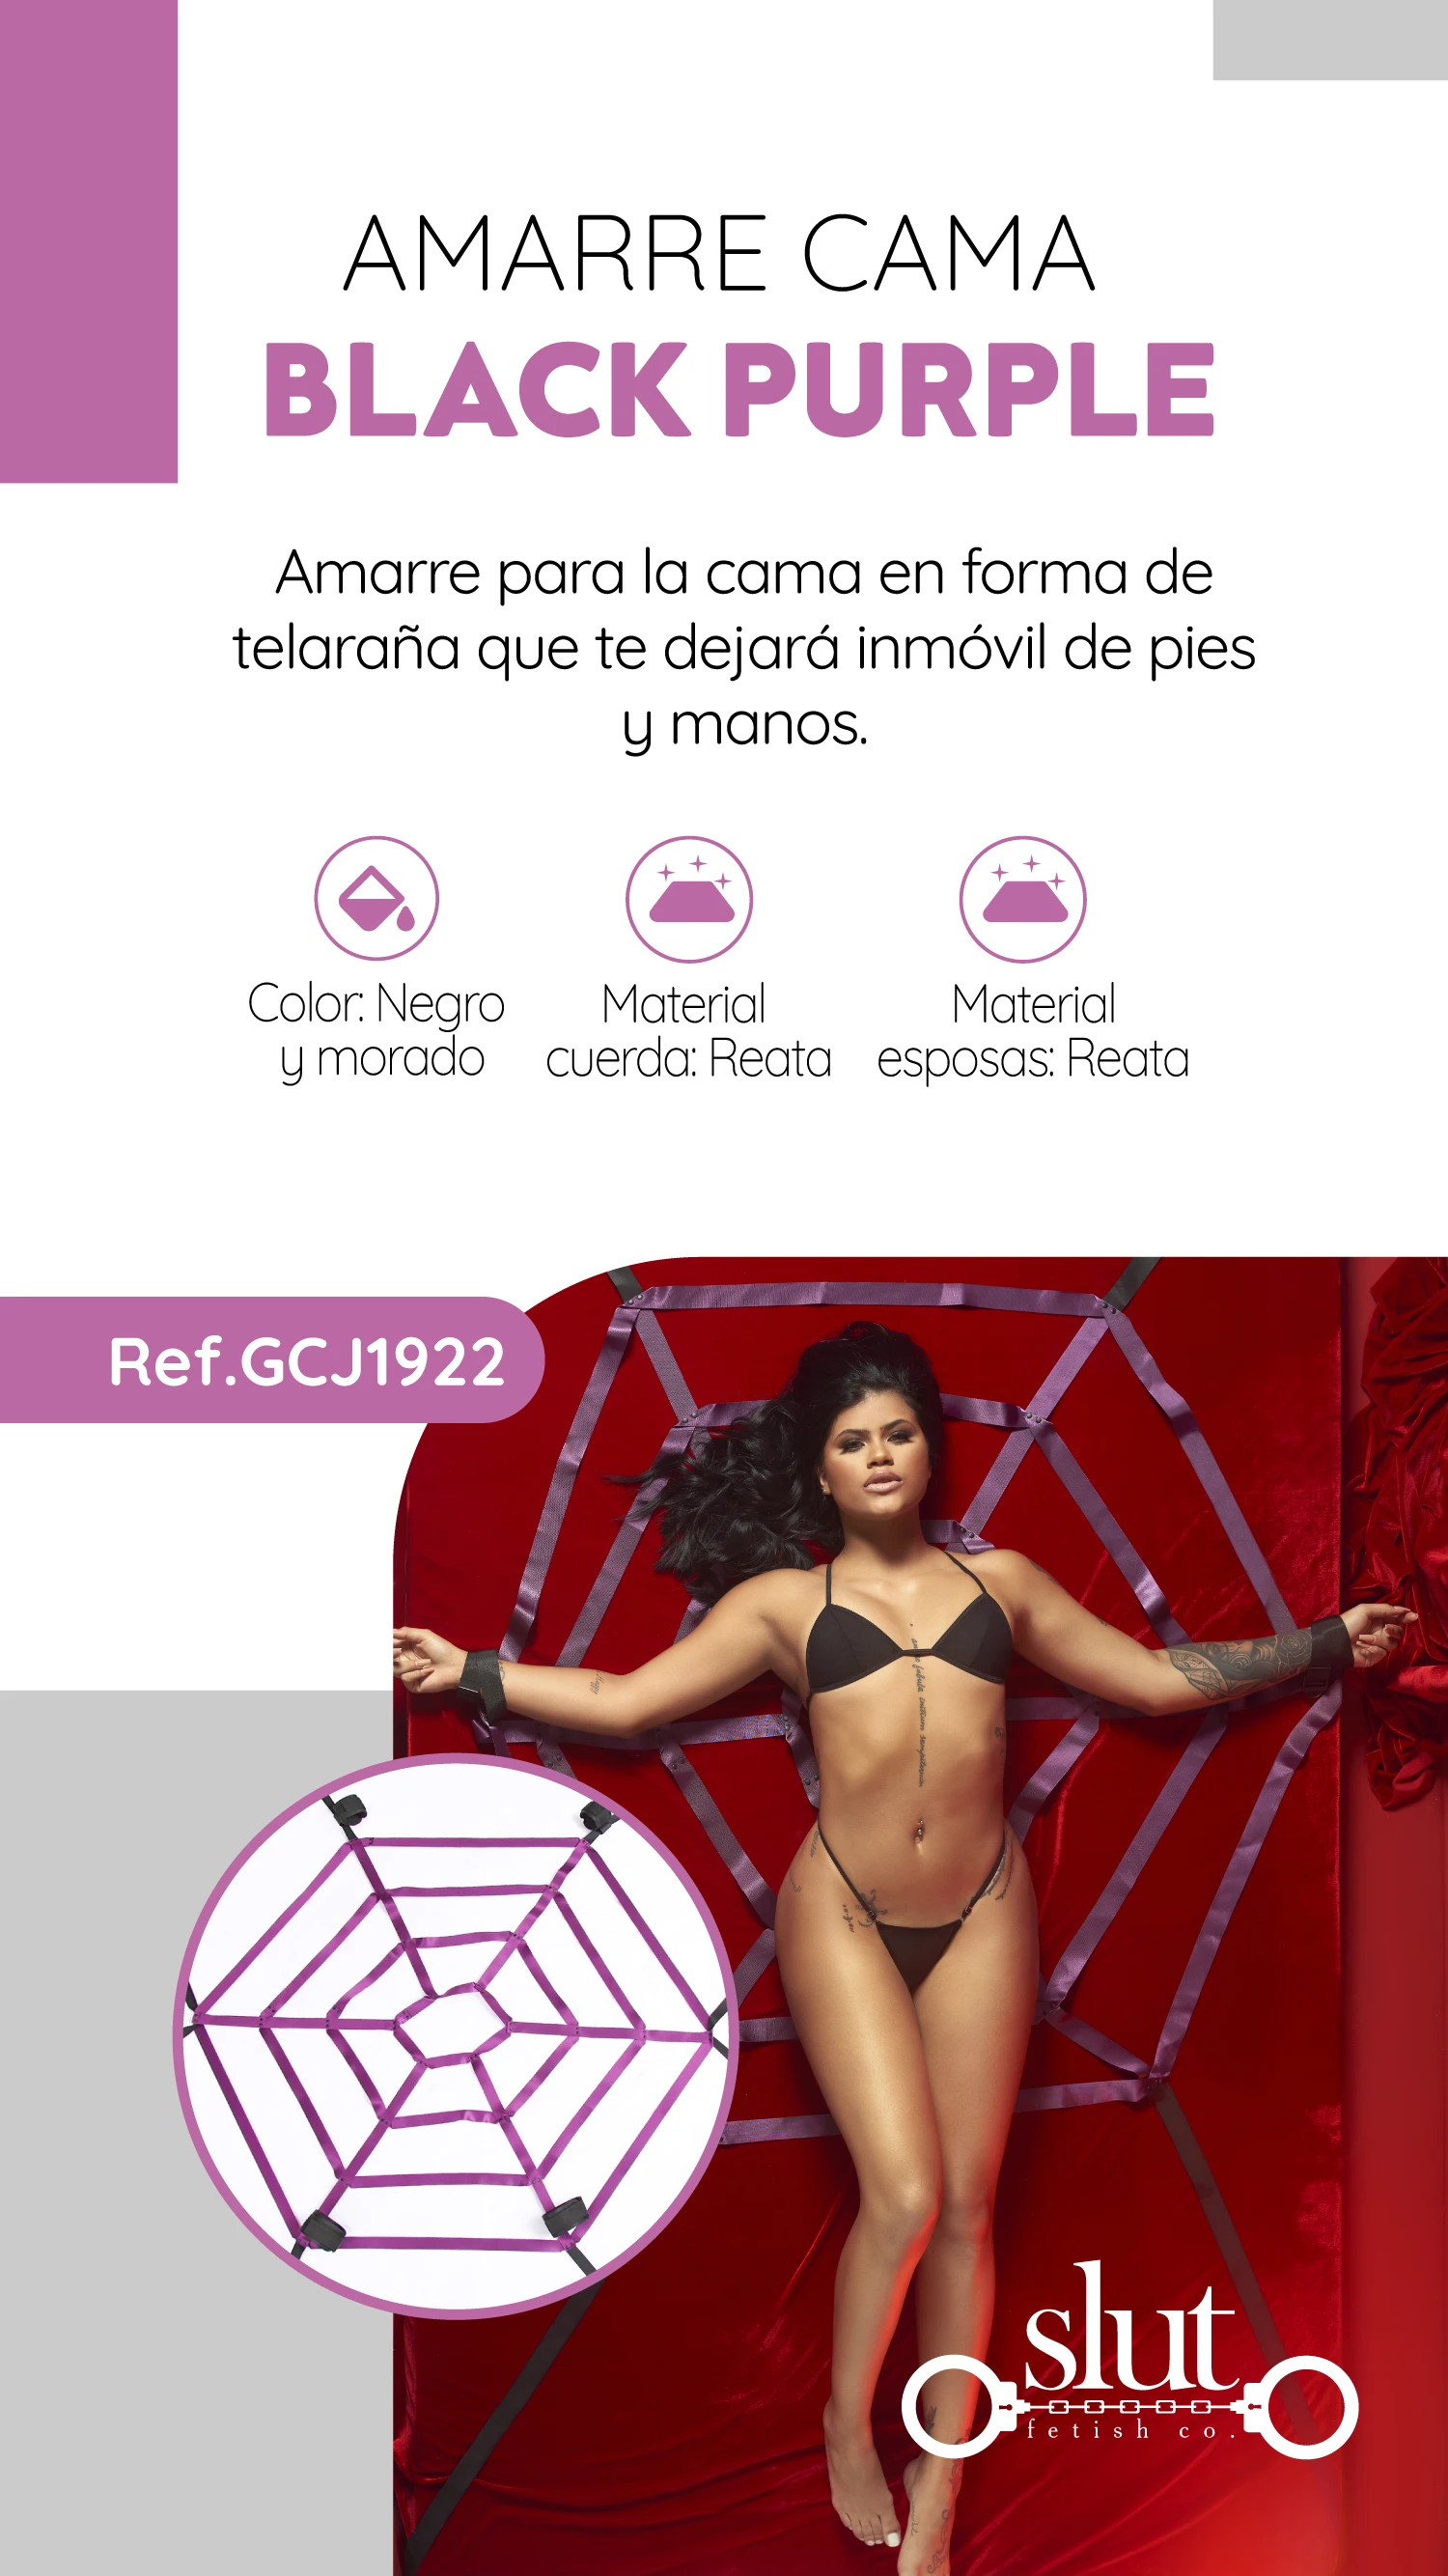 AMARRE CAMA
BLACK PURPLE
Amarre para la cama en forma de
telaraña que te dejará inmóvil de pies
y manos.
Color: Negro
y morado
Material
cuerda: Reata
Material
esposas: Reata
Ref.GCJ1922
slut
fetish co.